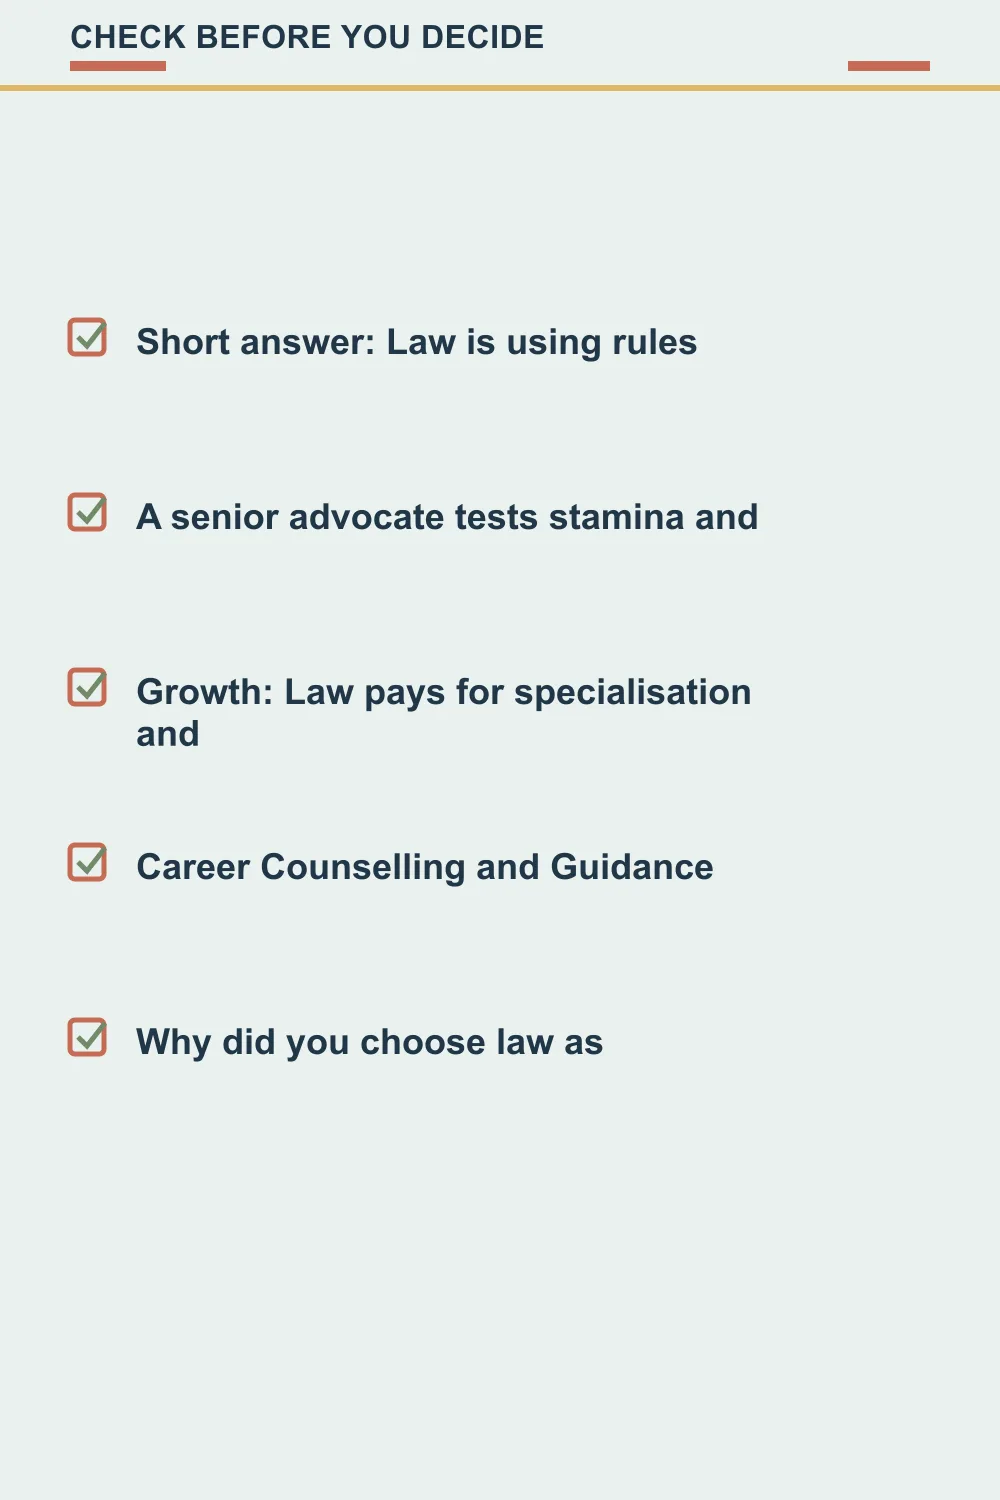 CHECK BEFORE YOU DECIDE
Short answer: Law is using rules
A senior advocate tests stamina and
Growth: Law pays for specialisation
and
Career Counselling and Guidance
Why did you choose law as